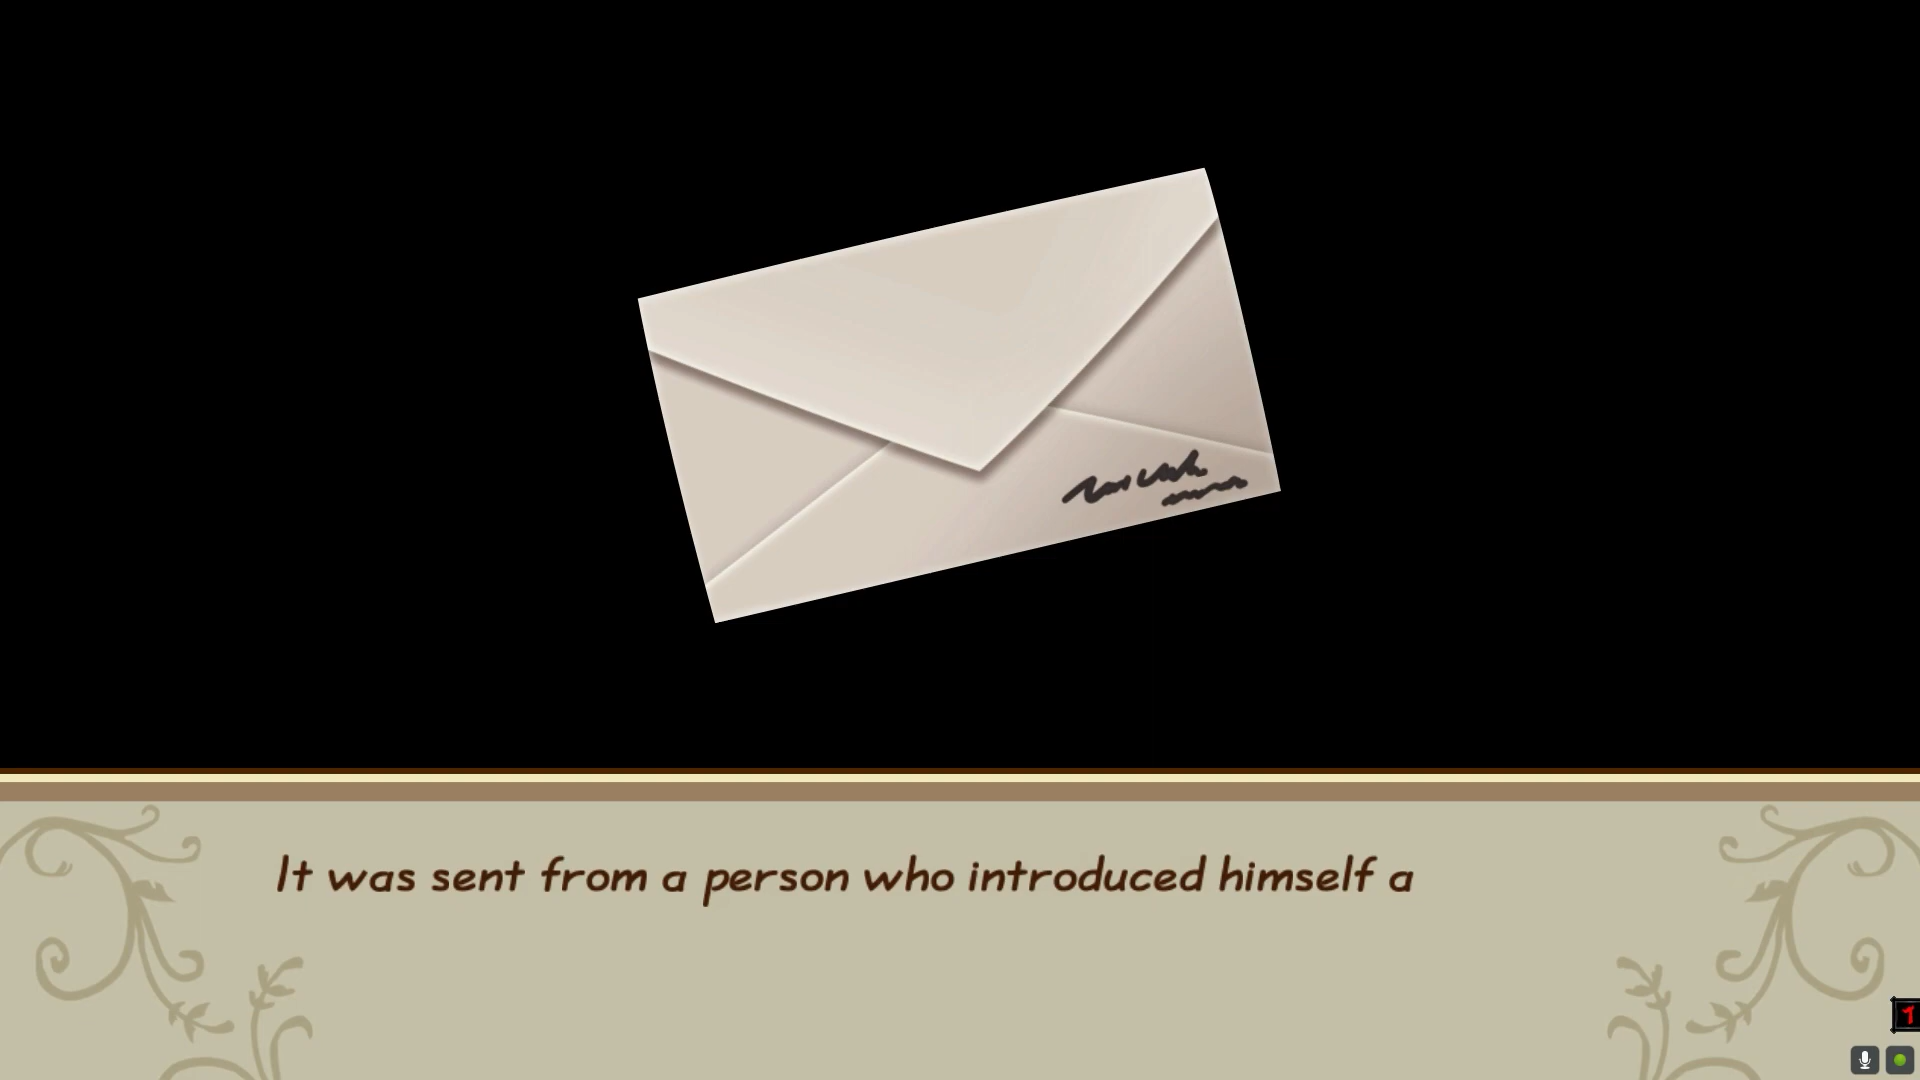 It was sent from a person who introduced himself a